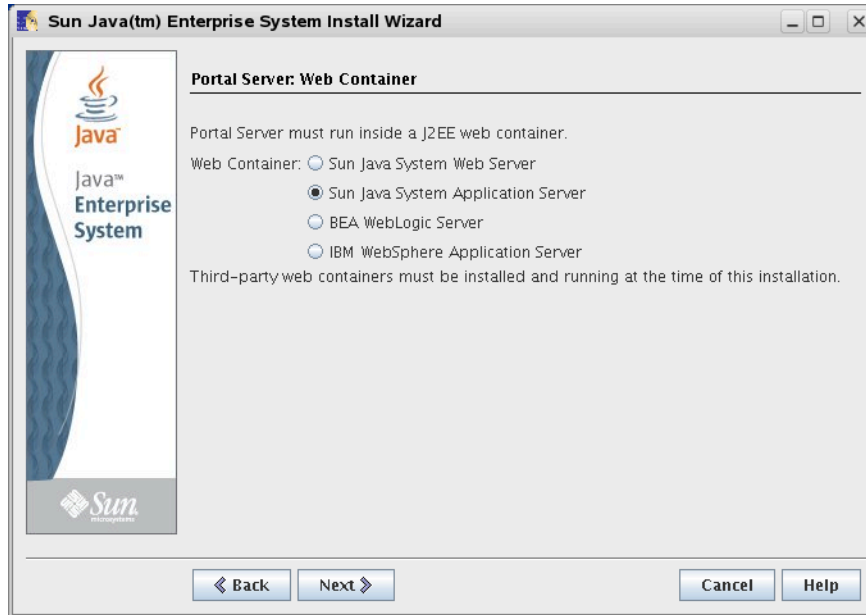 Sun Java(tm) Enterprise System Install Wizard
Java™
Java™
Enterprise
System
Sun
microsystems
Portal Server: Web Container
Portal Server must run inside a J2EE web container.
Web Container: Sun Java System Web Server
Sun Java System Application Server
BEA WebLogic Server
IBM WebSphere Application Server
Third-party web containers must be installed and running at the time of this installation.
Back Next Cancel Help